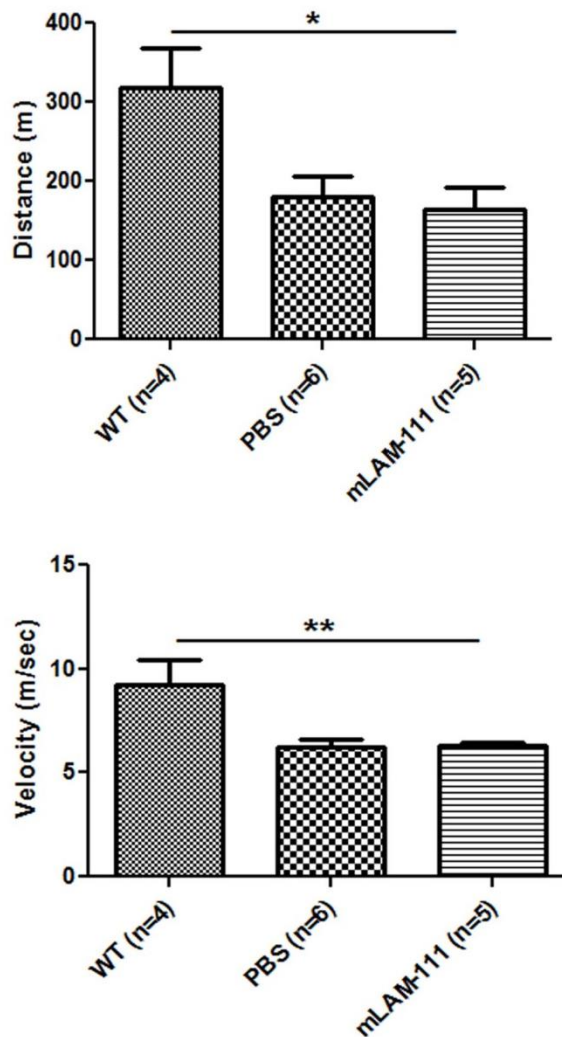 400
*
300
200
100
0
Distance (m)
WT (n=4)
PBS (n=6)
mLAM-111 (n=5)
15
**
10
5
0
Velocity (m/sec)
WT (n=4)
PBS (n=6)
mLAM-111 (n=5)